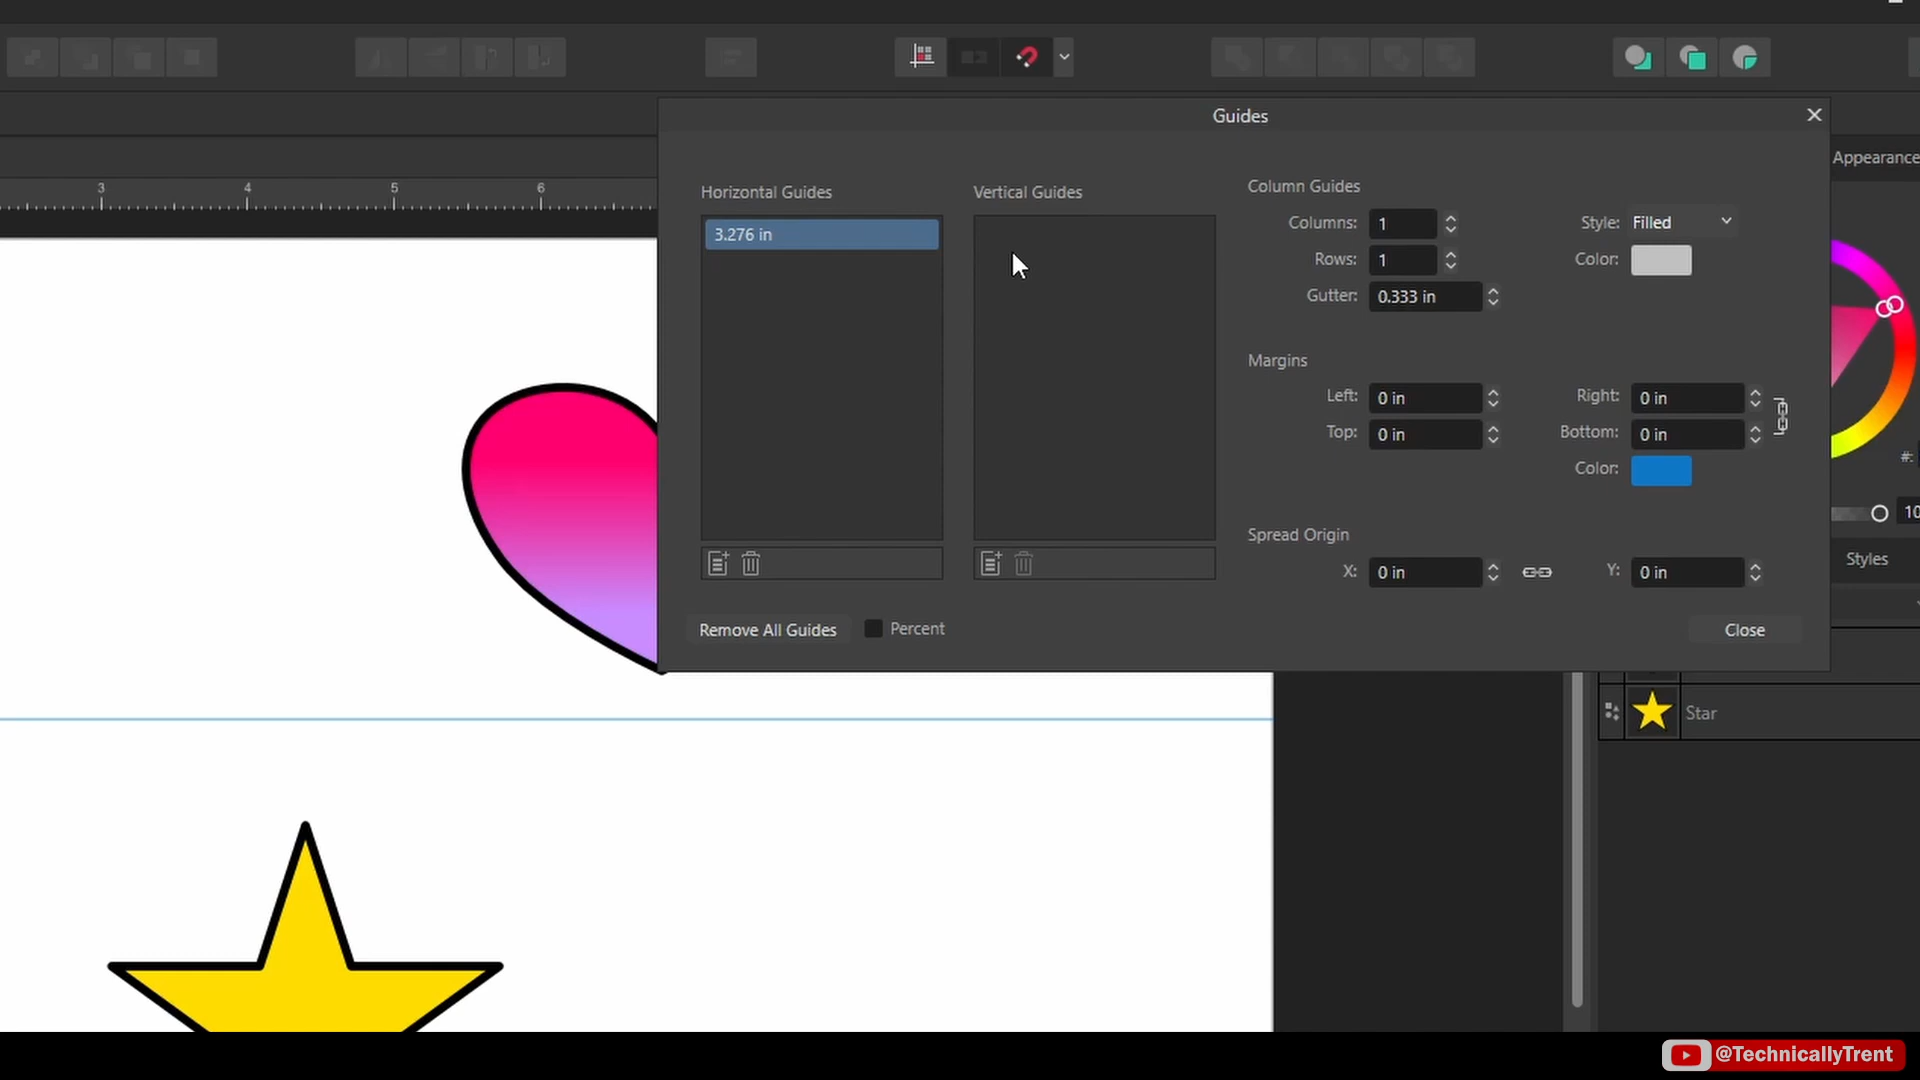 Guides
Appearance
3 4 5 6
Horizontal Guides
Vertical Guides
Column Guides
3.276 in
Columns: 1
Style: Filled
Rows: 1
Color:
Gutter: 0.333 in
Margins
Left: 0 in
Right: 0 in
Top: 0 in
Bottom: 0 in
#:
Color:
10
Spread Origin
Styles
X: 0 in
Y: 0 in
Remove All Guides
Percent
Close
Star
@TechnicallyTrent